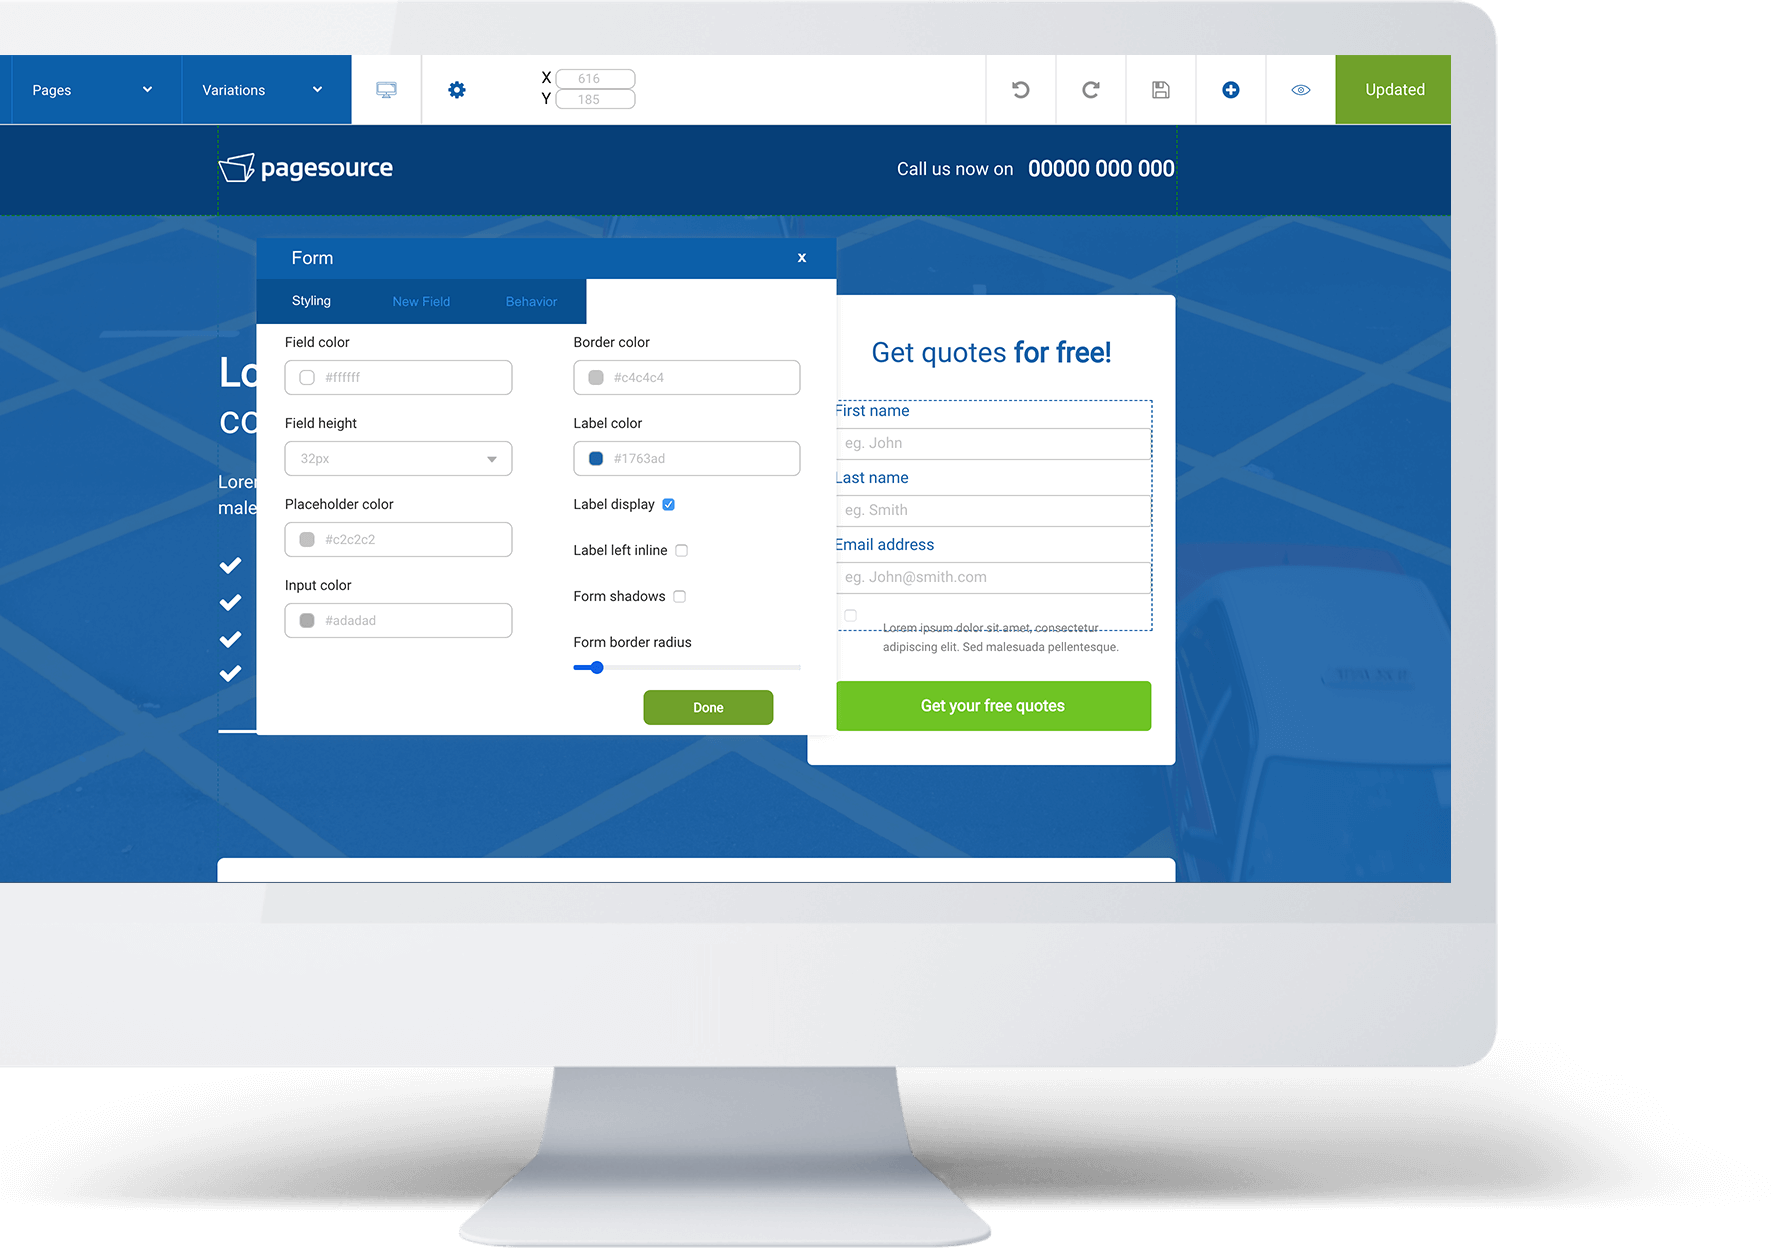 Pages
Variations
X 616
Y 185
Updated
pagesource
Call us now on 00000 000 000
Form
x
Styling
New Field
Behavior
Field color
#ffffff
Field height
32px
Placeholder color
#c2c2c2
Input color
#adadad
Border color
#c4c4c4
Label color
#1763ad
Label display
Label left inline
Form shadows
Form border radius
Done
Lo
co
Lorem
male
Get quotes for free!
First name
eg. John
Last name
eg. Smith
Email address
eg. John@smith.com
Lorem ipsum dolor sit amet, consectetur
adipiscing elit. Sed malesuada pellentesque.
Get your free quotes